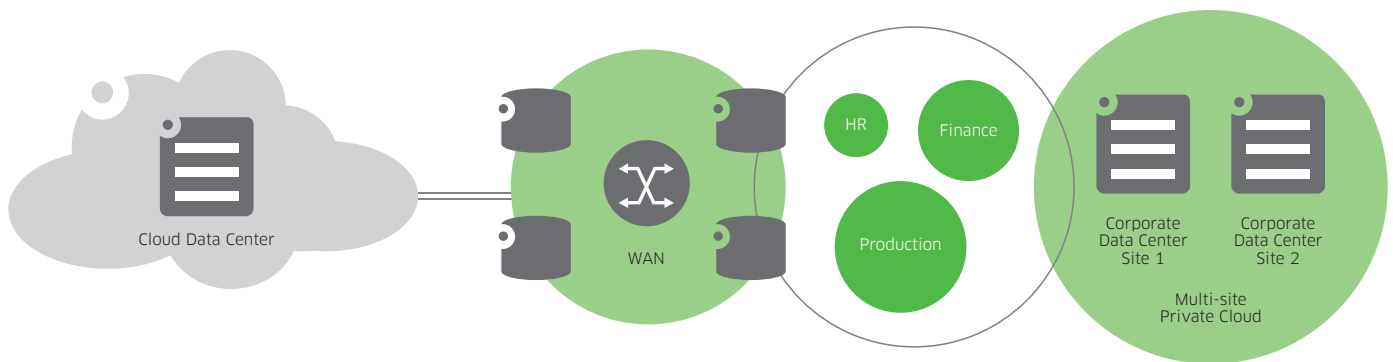 Cloud Data Center
WAN
HR
Finance
Production
Corporate
Data Center
Site 1
Corporate
Data Center
Site 2
Multi-site
Private Cloud